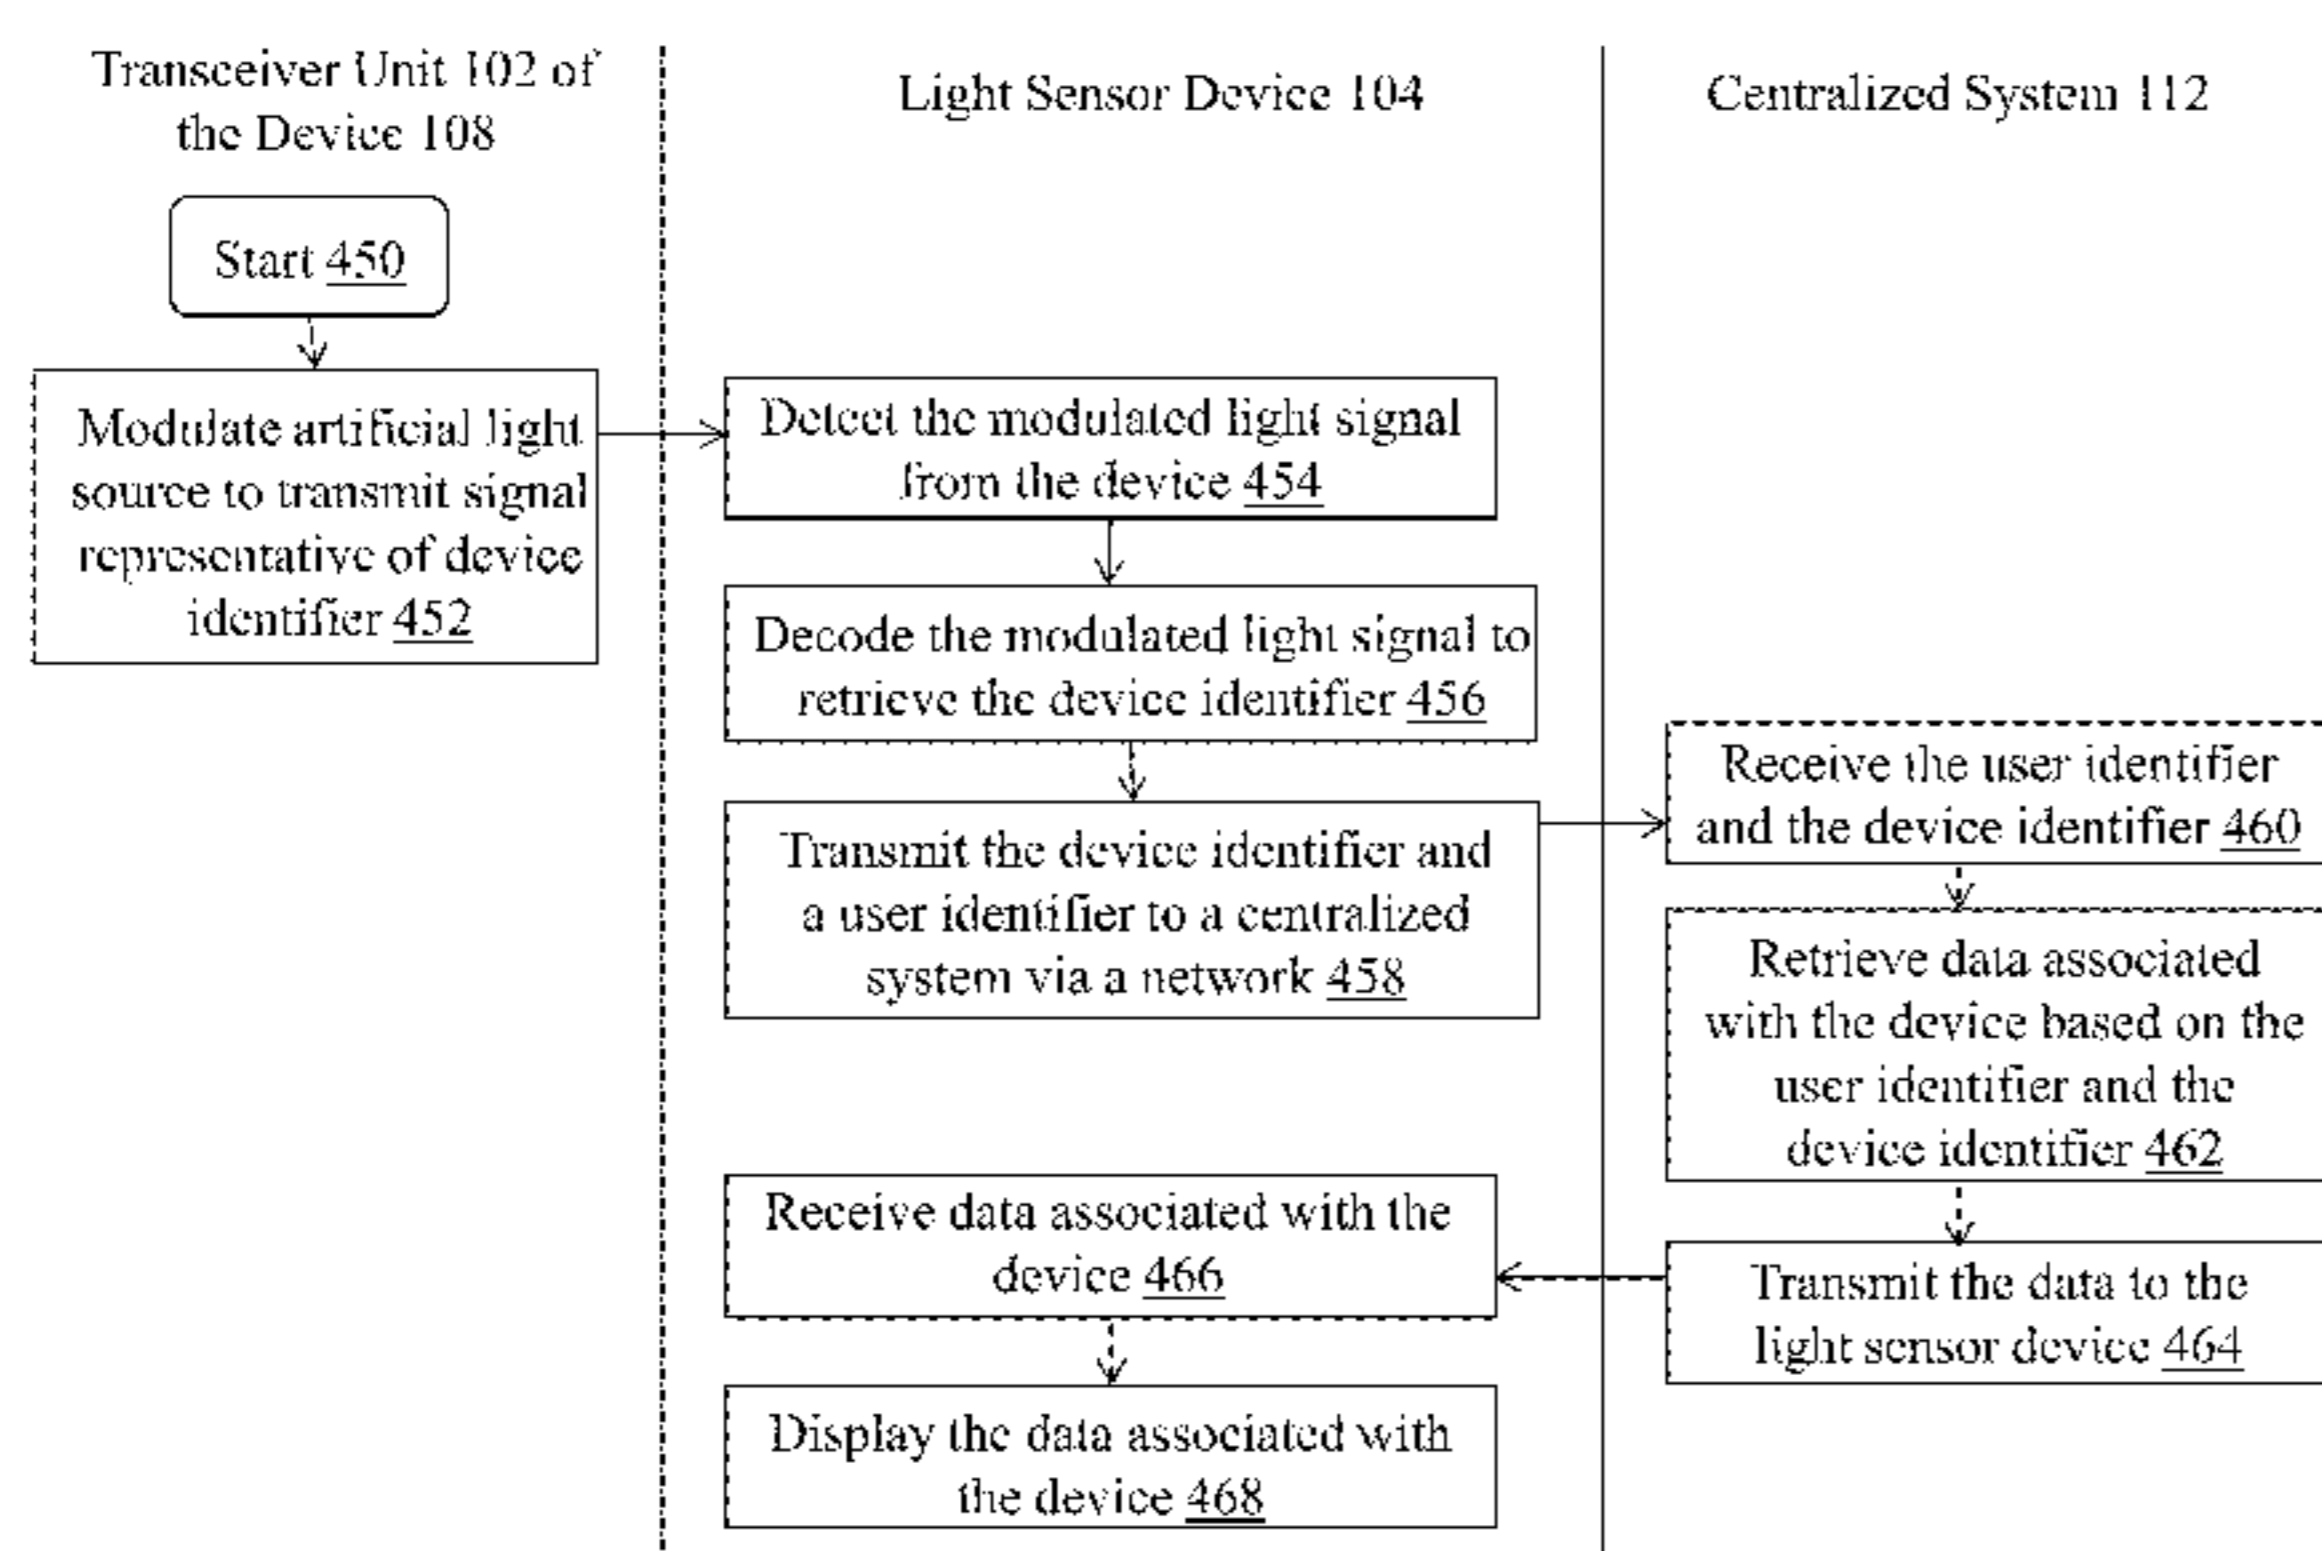 Transceiver Unit 102 of
the Device 108
Start 450
Modulate artificial light
source to transmit signal
representative of device
identifier 452
Light Sensor Device 104
Detect the modulated light signal
from the device 454
Decode the modulated light signal to
retrieve the device identifier 456
Transmit the device identifier and
a user identifier to a centralized
system via a network 458
Receive data associated with the
device 466
Display the data associated with
the device 468
Centralized System 112
Receive the user identifier
and the device identifier 460
Retrieve data associated
with the device based on the
user identifier and the
device identifier 462
Transmit the data to the
light sensor device 464